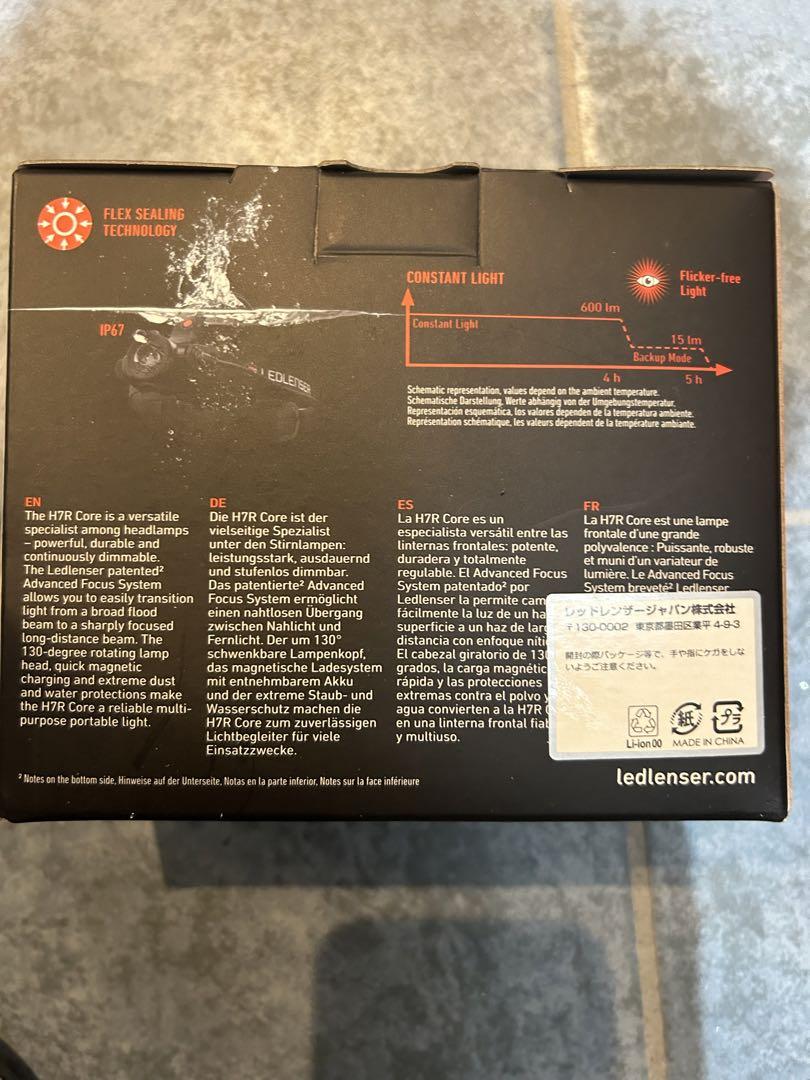 FLEX SEALING
TECHNOLOGY
IP67
LEDLENSER
CONSTANT LIGHT
Flicker-free
Light
600 lm
Constant Light
15 lm
Backup Mode
4 h
5 h
Schematic representation, values depend on the ambient temperature.
Schematische Darstellung, Werte abhängig von der Umgebungstemperatur.
Representación esquemática, los valores dependen de la temperatura ambiente.
Représentation schématique, les valeurs dépendent de la température ambiante.
EN
The H7R Core is a versatile
specialist among headlamps
– powerful, durable and
continuously dimmable.
The Ledlenser patented²
Advanced Focus System
allows you to easily transition
light from a broad flood
beam to a sharply focused
long-distance beam. The
130-degree rotating lamp
head, quick magnetic
charging and extreme dust
and water protections make
the H7R Core a reliable multi-
purpose portable light.
DE
Die H7R Core ist der
vielseitige Spezialist
unter den Stirnlampen:
leistungsstark, ausdauernd
und stufenlos dimmbar.
Das patentierte² Advanced
Focus System ermöglicht
einen nahtlosen Übergang
zwischen Nahlicht und
Fernlicht. Der um 130°
schwenkbare Lampenkopf,
das magnetische Ladesystem
mit entnehmbarem Akku
und der extreme Staub- und
Wasserschutz machen die
H7R Core zum zuverlässigen
Lichtbegleiter für viele
Einsatzzwecke.
ES
La H7R Core es un
especialista versátil entre las
linternas frontales: potente,
duradera y totalmente
regulable. El Advanced Focus
System patentado² por
Ledlenser la permite cam
fácilmente la luz de un ha
superficie a un haz de larg
distancia con enfoque níti
El cabezal giratorio de 130
grados, la carga magnétic
rápida y las protecciones
extremas contra el polvo y
agua convierten a la H7R C
en una linterna frontal fiab
y multiuso.
FR
La H7R Core est une lampe
frontale d'une grande
polyvalence : Puissante, robuste
et muni d'un variateur de
lumière. Le Advanced Focus
System breveté² Ledlenser
レッドレンザージャパン株式会社
〒130-0002 東京都墨田区業平 4-9-3
開封の際パッケージ等で、手や指にケガをしな
いようご注意ください。
紙
プラ
Li-ion 00
MADE IN CHINA
² Notes on the bottom side, Hinweise auf der Unterseite, Notas en la parte inferior, Notes sur la face inférieure
ledlenser.com